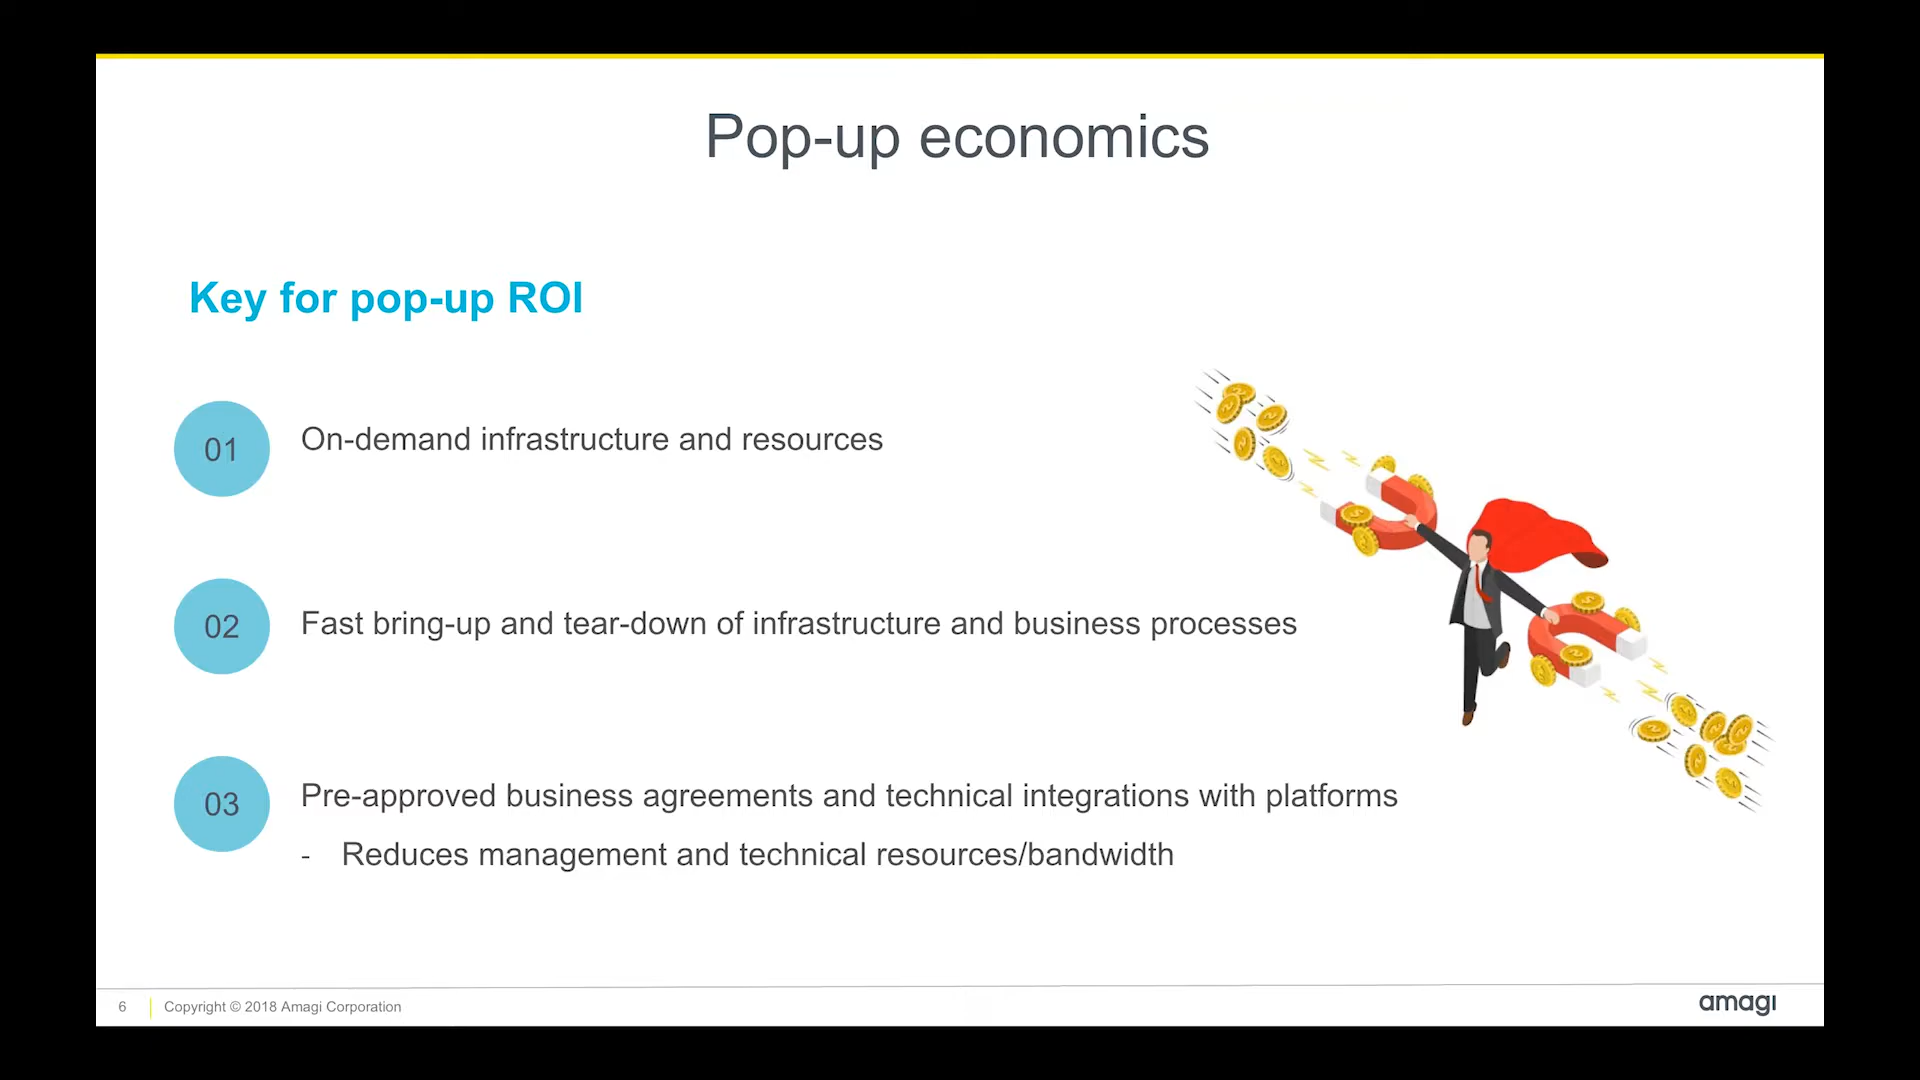 Pop-up economics
Key for pop-up ROI
01
On-demand infrastructure and resources
02
Fast bring-up and tear-down of infrastructure and business processes
03
Pre-approved business agreements and technical integrations with platforms
- Reduces management and technical resources/bandwidth
6
Copyright © 2018 Amagi Corporation
amagi